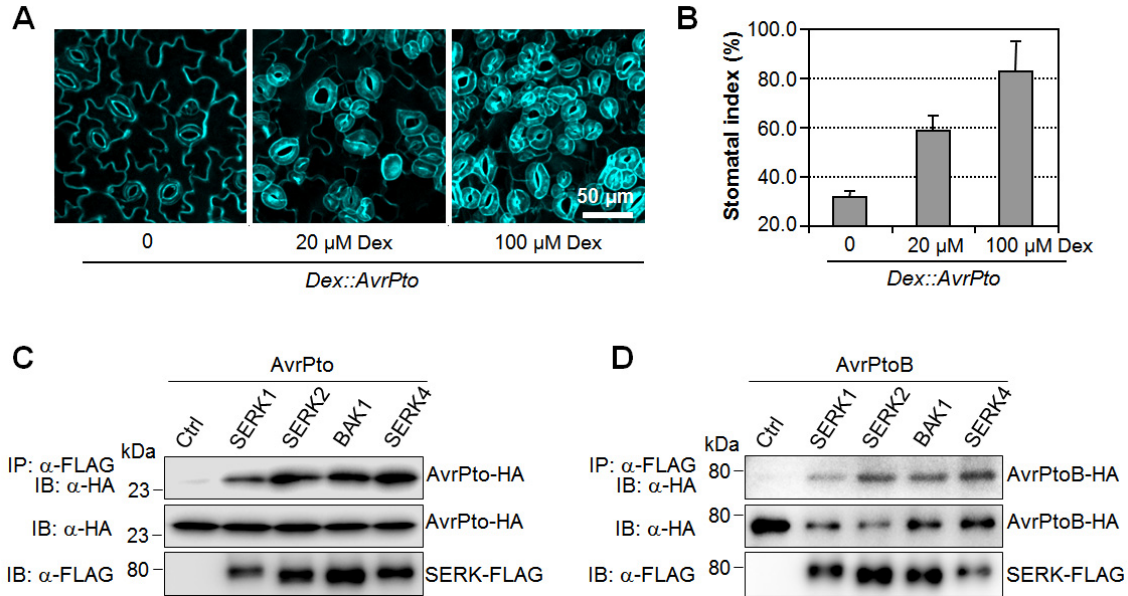 A
50 µm
0
20 µM Dex
100 µM Dex
Dex::AvrPto
B
Stomatal index (%)
100.0
80.0
60.0
40.0
20.0
0
20 µM
100 µM Dex
Dex::AvrPto
C
AvrPto
Ctrl
SERK1
SERK2
BAK1
SERK4
kDa
IP: α-FLAG
IB: α-HA
23
AvrPto-HA
IB: α-HA
23
AvrPto-HA
IB: α-FLAG
80
SERK-FLAG
D
AvrPtoB
Ctrl
SERK1
SERK2
BAK1
SERK4
kDa
IP: α-FLAG
IB: α-HA
80
AvrPtoB-HA
IB: α-HA
80
AvrPtoB-HA
IB: α-FLAG
80
SERK-FLAG